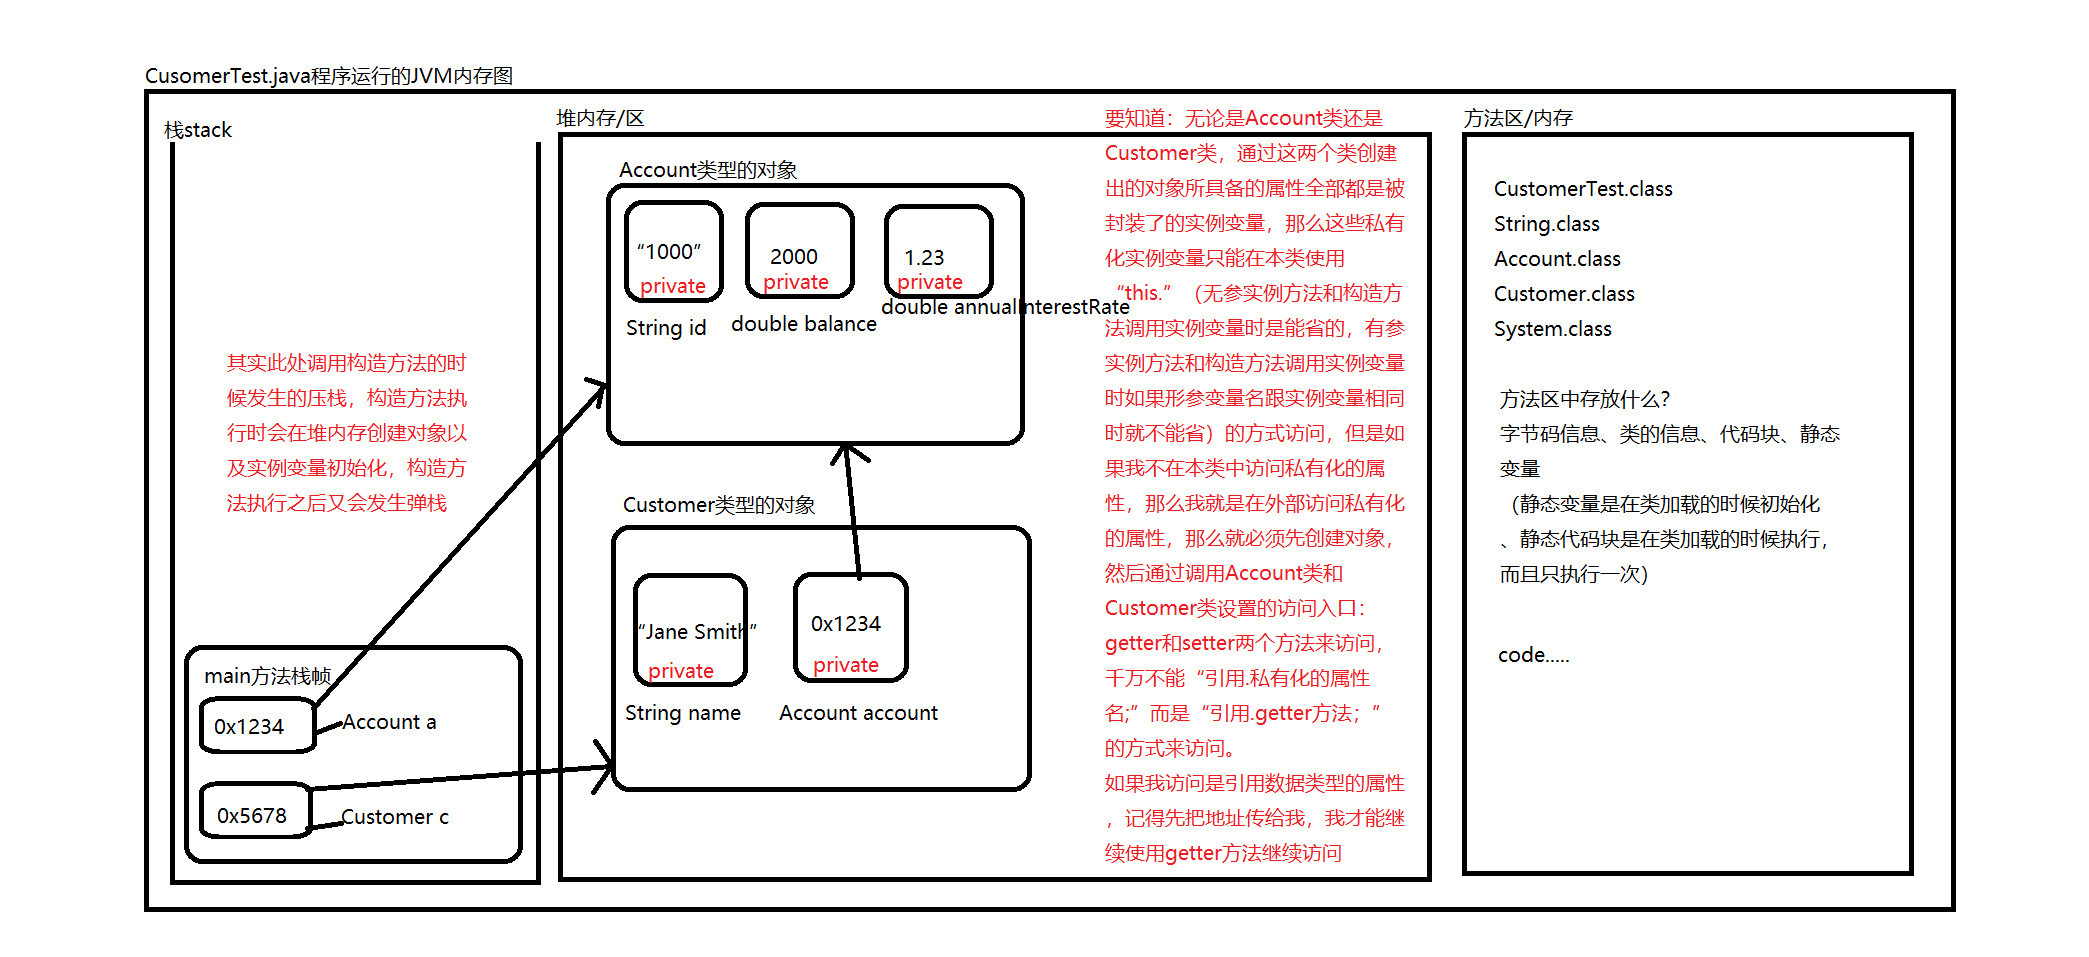 CusomerTest.java程序运行的JVM内存图
栈stack
其实此处调用构造方法的时
候发生的压栈，构造方法执
行时会在堆内存创建对象以
及实例变量初始化，构造方
法执行之后又会发生弹栈
main方法栈帧
0x1234
Account a
0x5678
Customer c
堆内存/区
Account类型的对象
“1000”
private
String id
2000
private
double balance
1.23
private
double annualInterestRate
Customer类型的对象
“Jane Smith”
private
String name
0x1234
private
Account account
要知道：无论是Account类还是
Customer类，通过这两个类创建
出的对象所具备的属性全部都是被
封装了的实例变量，那么这些私有
化实例变量只能在本类使用
“this.”（无参实例方法和构造方
法调用实例变量时是能省的，有参
实例方法和构造方法调用实例变量
时如果形参变量名跟实例变量相同
时就不能省）的方式访问，但是如
果我不在本类中访问私有化的属
性，那么我就是在外部访问私有化
的属性，那么就必须先创建对象，
然后通过调用Account类和
Customer类设置的访问入口：
getter和setter两个方法来访问，
千万不能“引用.私有化的属性
名;”而是“引用.getter方法；”
的方式来访问。
如果我访问是引用数据类型的属性
，记得先把地址传给我，我才能继
续使用getter方法继续访问
方法区/内存
CustomerTest.class
String.class
Account.class
Customer.class
System.class
方法区中存放什么？
字节码信息、类的信息、代码块、静态
变量
（静态变量是在类加载的时候初始化
、静态代码块是在类加载的时候执行，
而且只执行一次）
code.....